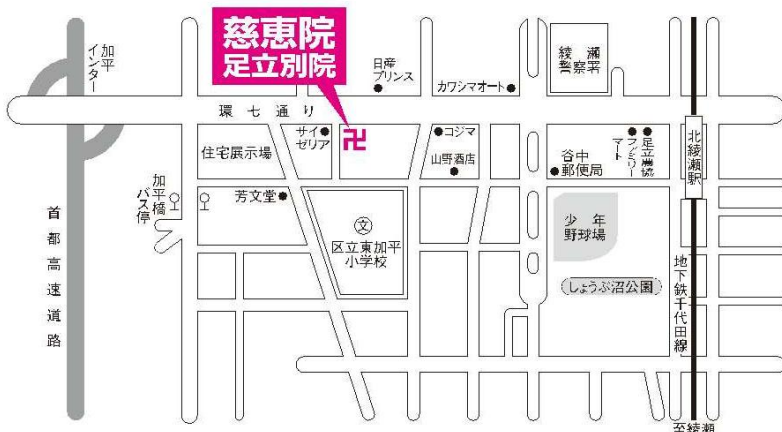 慈恵院
足立別院
加平
インター
日産
プリンス
カワシマオート
綾瀬
警察署
環七通り
サイ
ゼリア
卍
コジマ
山野酒店
谷中
郵便局
ファミリー
マート
足立農協
北綾瀬駅
住宅展示場
加平橋
バス停
芳文堂
文
区立東加平
小学校
少年
野球場
しょうぶ沼公園
首都高速道路
地下鉄千代田線
至綾瀬